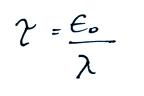 τ = ε₀ / λ